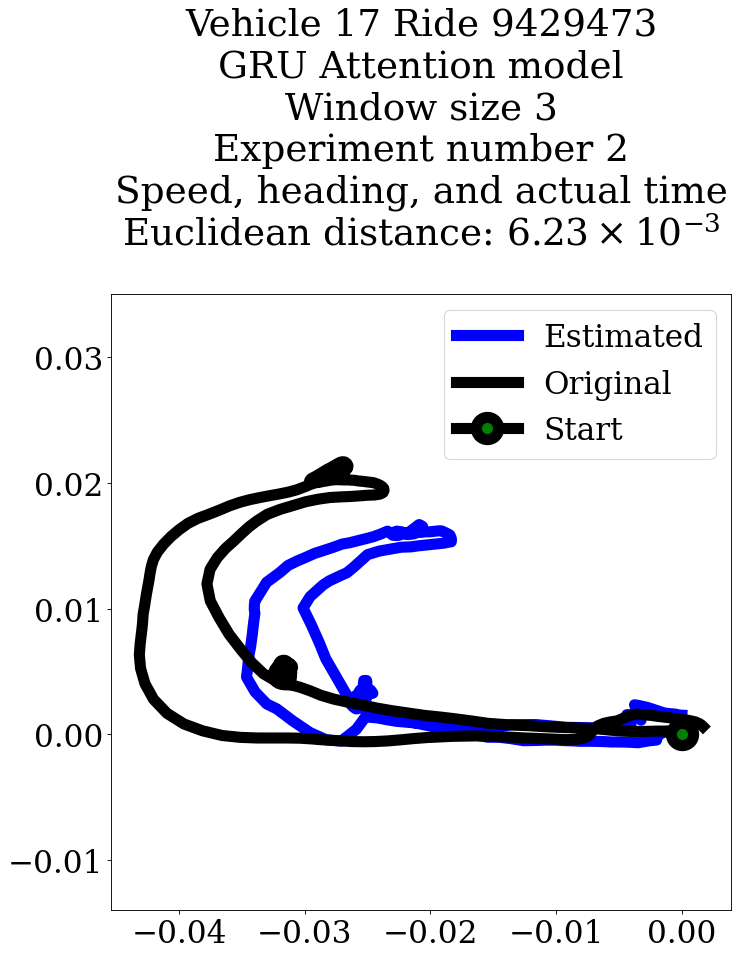 Vehicle 17 Ride 9429473
GRU Attention model
Window size 3
Experiment number 2
Speed, heading, and actual time
Euclidean distance: 6.23 × 10⁻³
Estimated
Original
Start
0.03
0.02
0.01
0.00
−0.01
−0.04 −0.03 −0.02 −0.01 0.00